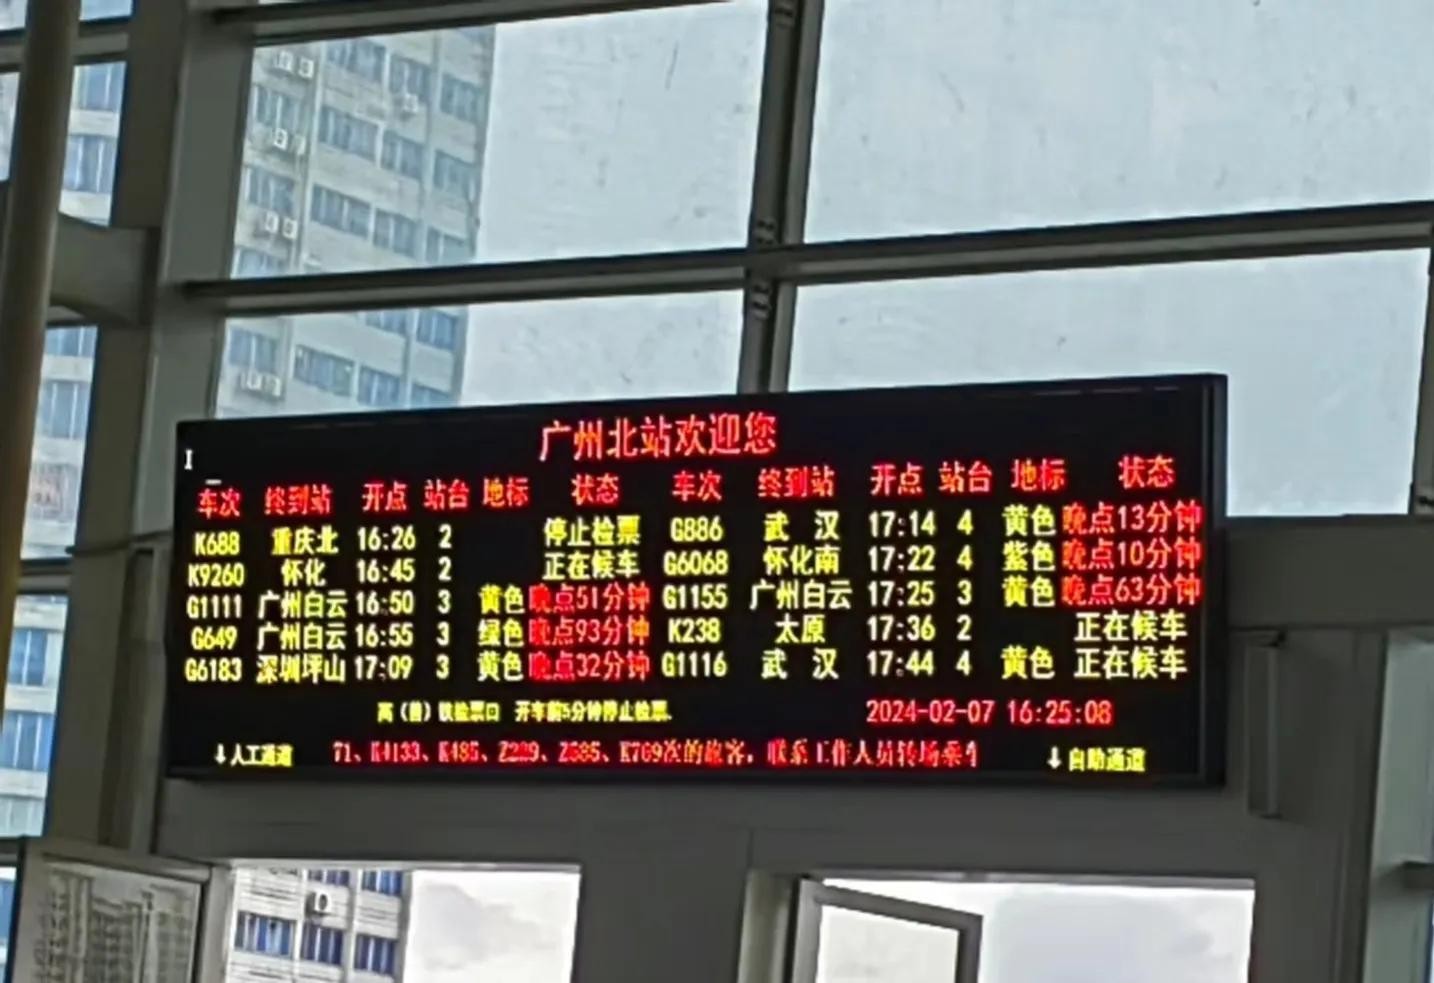 广州北站欢迎您
车次 终到站 开点 站台 地标 状态 车次 终到站 开点 站台 地标 状态
K688 重庆北 16:26 2 停止检票 G886 武 汉 17:14 4 黄色 晚点13分钟
K9260 怀化 16:45 2 正在候车 G6068 怀化南 17:22 4 紫色 晚点10分钟
G1111 广州白云 16:50 3 黄色 晚点51分钟 G1155 广州白云 17:25 3 黄色 晚点63分钟
G649 广州白云 16:55 3 绿色 晚点93分钟 K238 太原 17:36 2 正在候车
G6183 深圳坪山 17:09 3 黄色 晚点32分钟 G1116 武 汉 17:44 4 黄色 正在候车
高（普）铁检票口 开车前5分钟停止检票. 2024-02-07 16:25:08
↓人工通道 71、K4133、K485、Z209、Z585、K769次的旅客，联系工作人员转场乘车 ↓自助通道